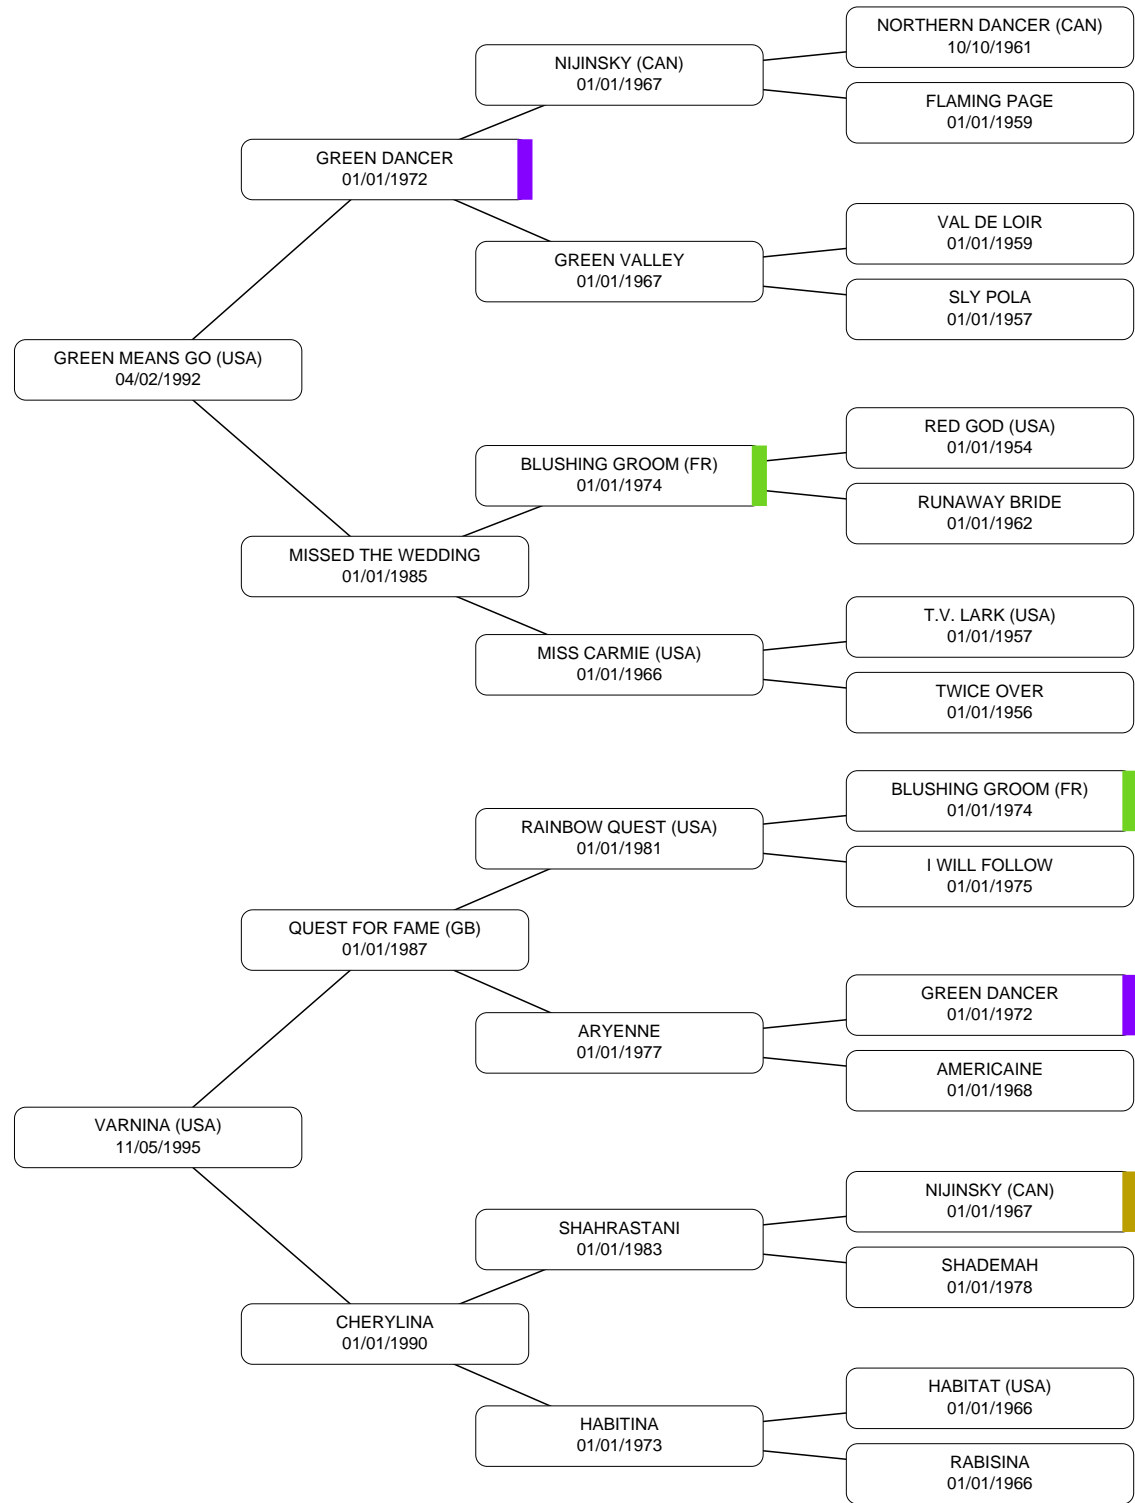 NORTHERN DANCER (CAN)
10/10/1961
NIJINSKY (CAN)
01/01/1967
FLAMING PAGE
01/01/1959
GREEN DANCER
01/01/1972
VAL DE LOIR
01/01/1959
GREEN VALLEY
01/01/1967
SLY POLA
01/01/1957
GREEN MEANS GO (USA)
04/02/1992
RED GOD (USA)
01/01/1954
BLUSHING GROOM (FR)
01/01/1974
RUNAWAY BRIDE
01/01/1962
MISSED THE WEDDING
01/01/1985
T.V. LARK (USA)
01/01/1957
MISS CARMIE (USA)
01/01/1966
TWICE OVER
01/01/1956
BLUSHING GROOM (FR)
01/01/1974
RAINBOW QUEST (USA)
01/01/1981
I WILL FOLLOW
01/01/1975
QUEST FOR FAME (GB)
01/01/1987
GREEN DANCER
01/01/1972
ARYENNE
01/01/1977
AMERICAINE
01/01/1968
VARNINA (USA)
11/05/1995
NIJINSKY (CAN)
01/01/1967
SHAHRASTANI
01/01/1983
SHADEMAH
01/01/1978
CHERYLINA
01/01/1990
HABITAT (USA)
01/01/1966
HABITINA
01/01/1973
RABISINA
01/01/1966